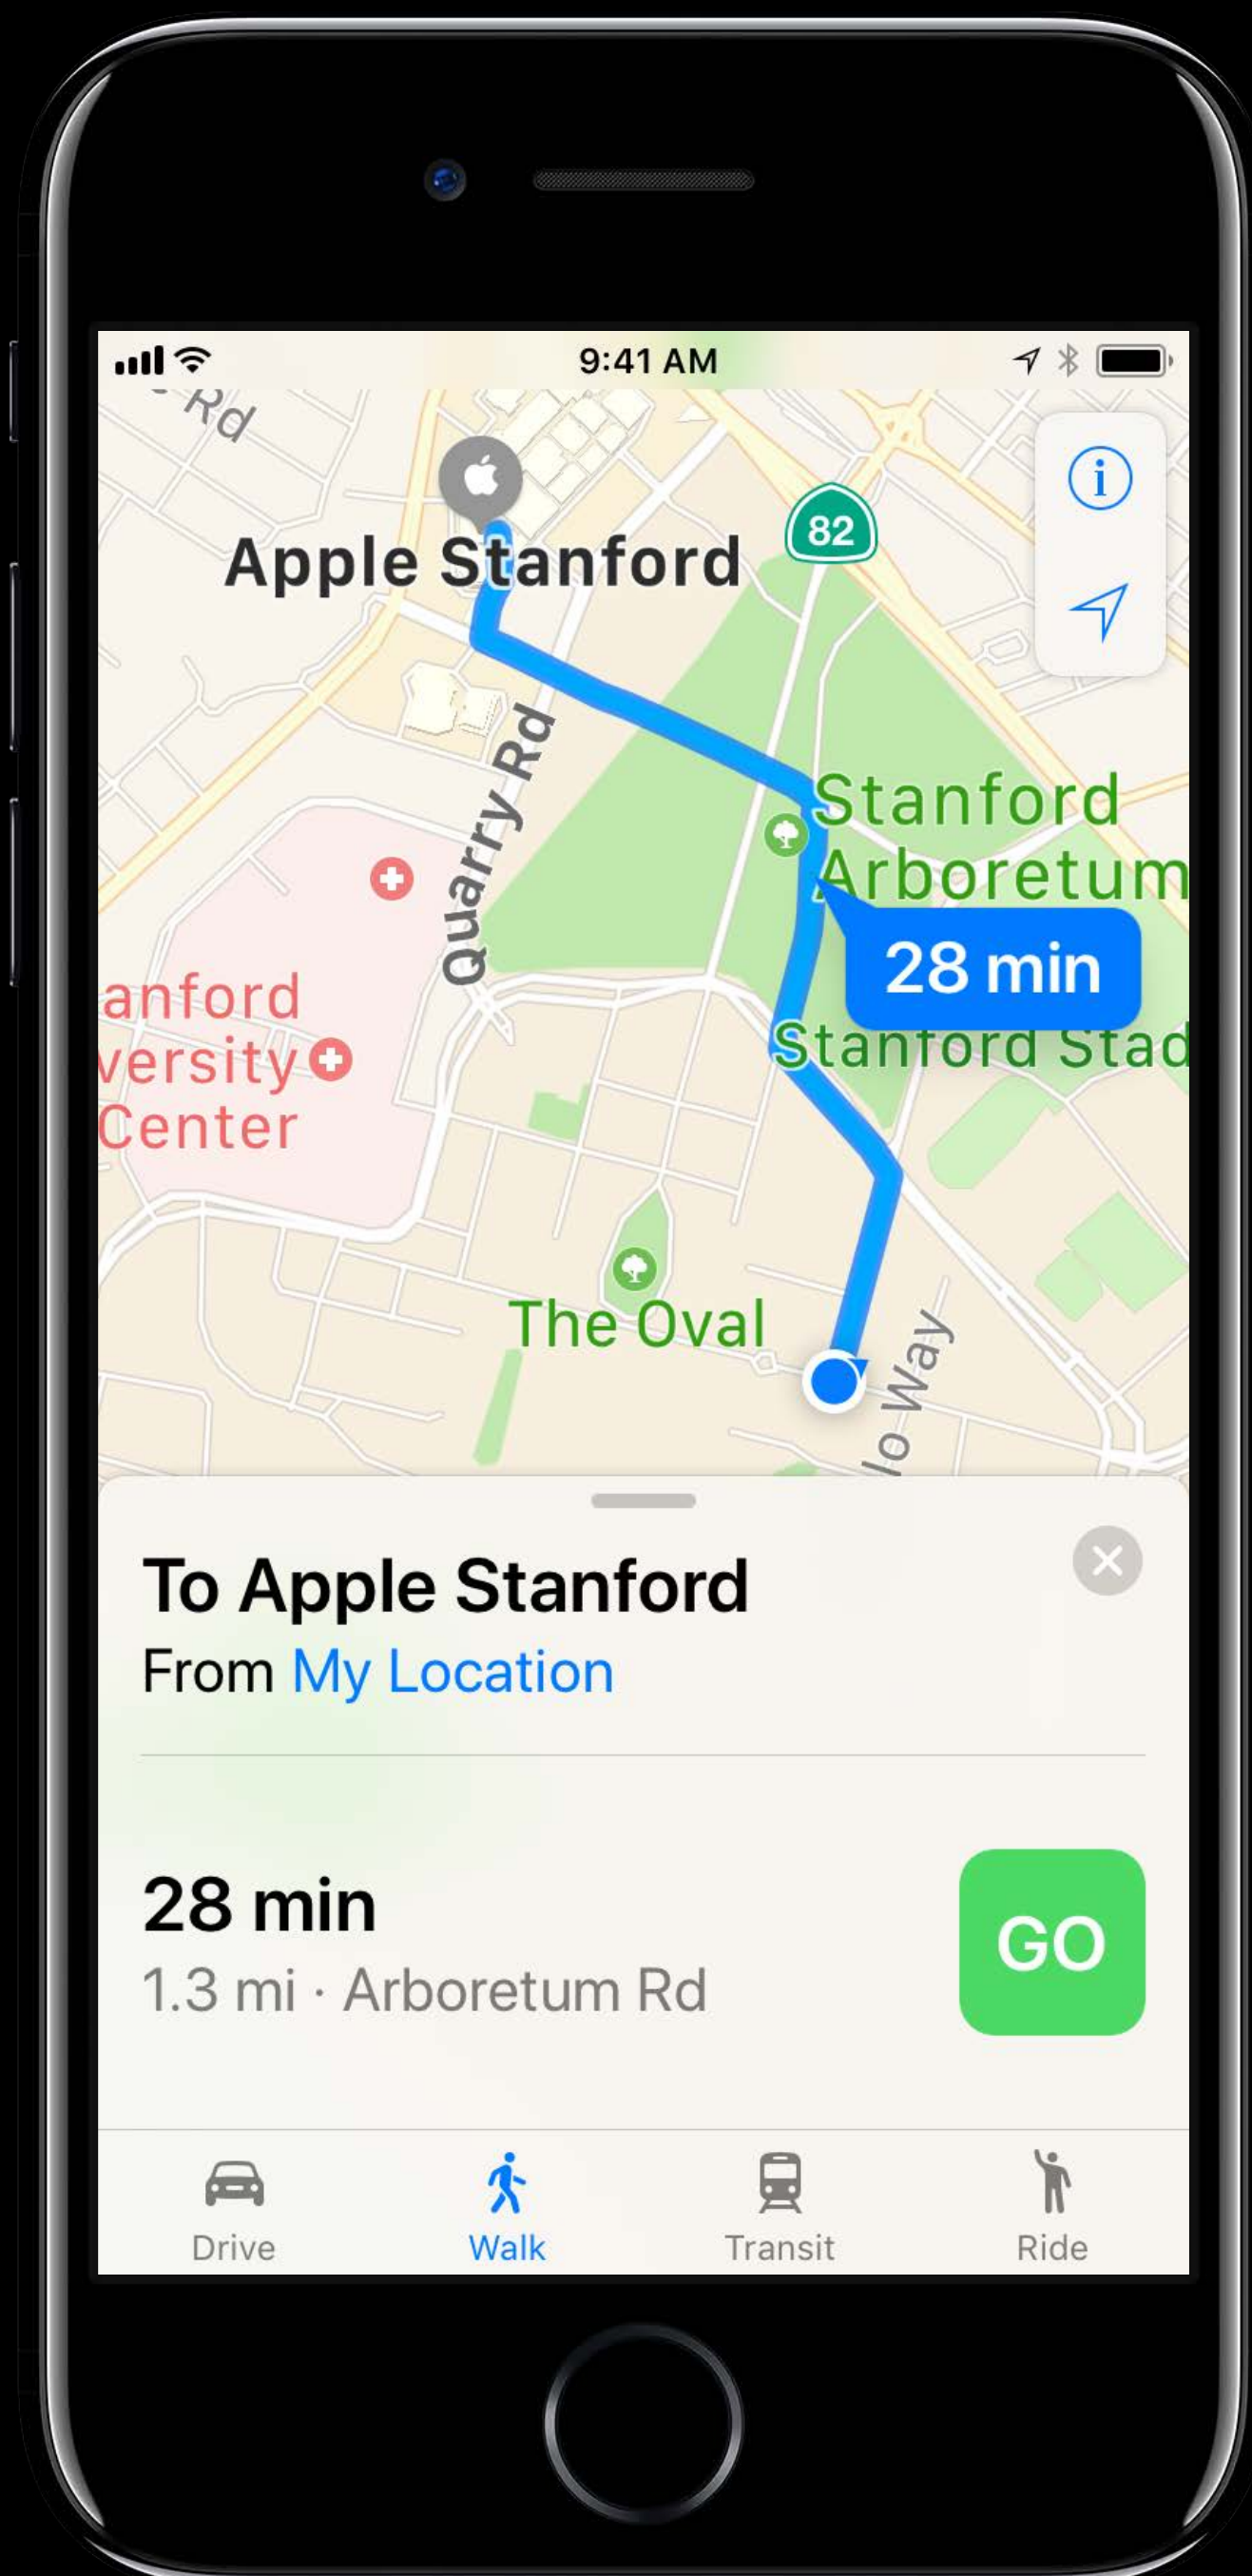 9:41 AM
Rd
Apple Stanford
82
Quarry Rd
Stanford
Arboretum
28 min
anford
versity
Center
Stanford Stad
The Oval
lo Way
To Apple Stanford
From My Location
28 min
1.3 mi · Arboretum Rd
GO
Drive
Walk
Transit
Ride